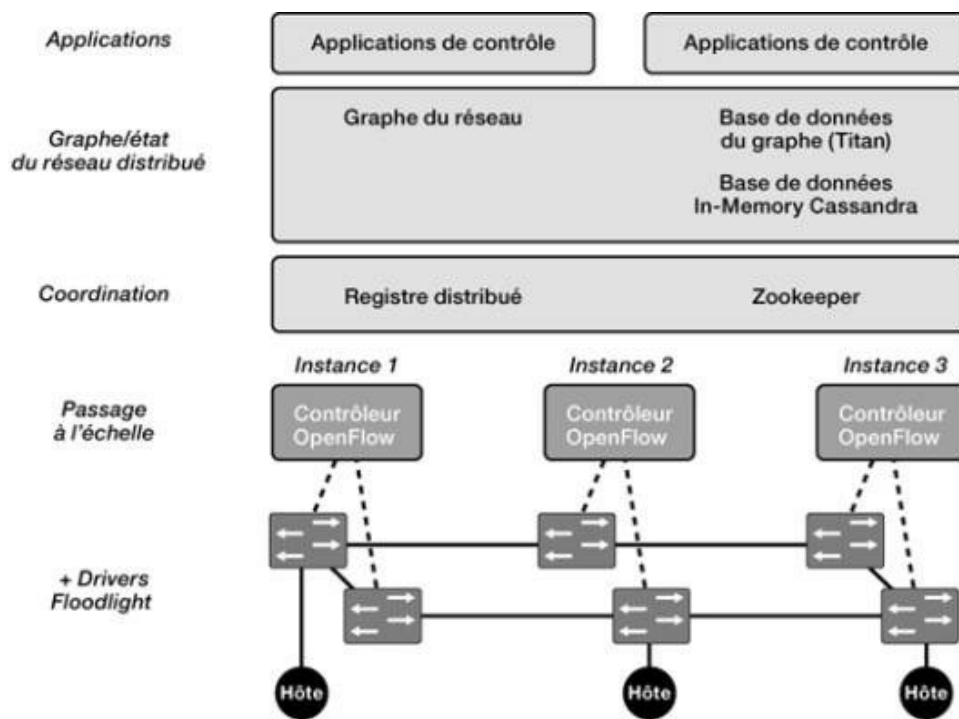 Applications
Applications de contrôle
Applications de contrôle
Graphe/état
du réseau distribué
Graphe du réseau
Base de données
du graphe (Titan)
Base de données
In-Memory Cassandra
Coordination
Registre distribué
Zookeeper
Instance 1
Instance 2
Instance 3
Passage
à l'échelle
Contrôleur
OpenFlow
Contrôleur
OpenFlow
Contrôleur
OpenFlow
+ Drivers
Floodlight
Hôte
Hôte
Hôte